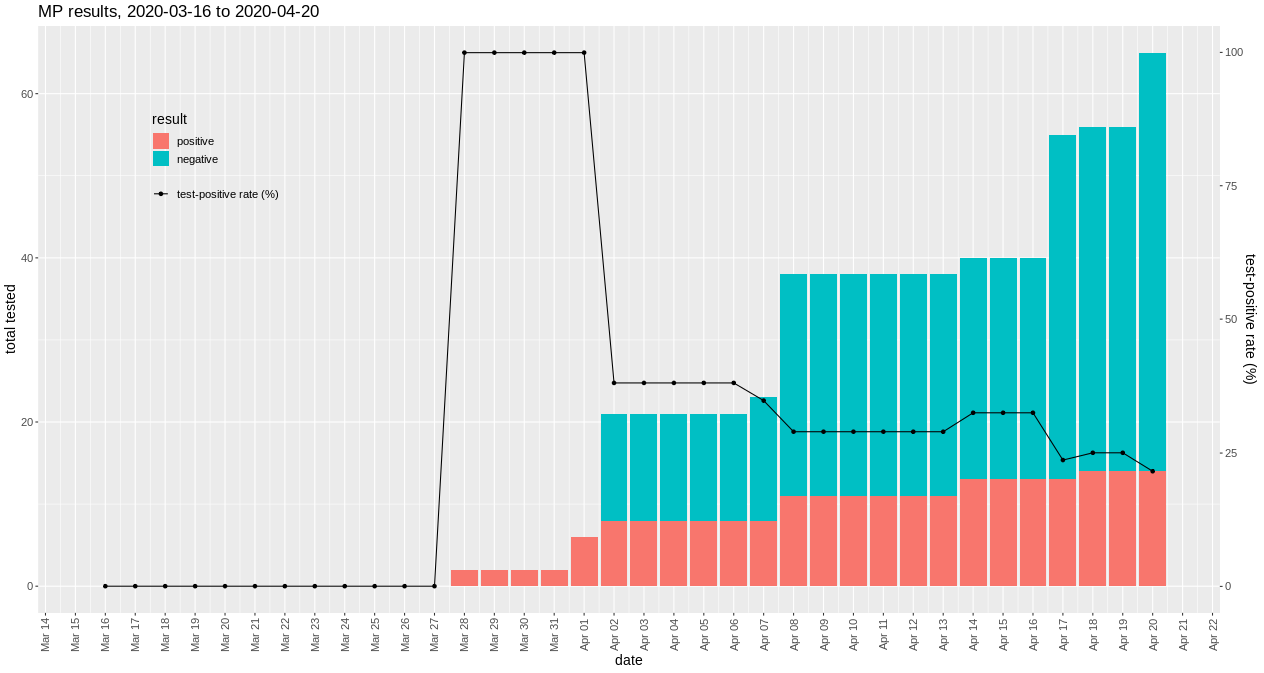 MP results, 2020-03-16 to 2020-04-20
result
positive
negative
test-positive rate (%)
total tested
60
40
20
0
100
75
50
25
0
test-positive rate (%)
Mar 14
Mar 15
Mar 16
Mar 17
Mar 18
Mar 19
Mar 20
Mar 21
Mar 22
Mar 23
Mar 24
Mar 25
Mar 26
Mar 27
Mar 28
Mar 29
Mar 30
Mar 31
Apr 01
Apr 02
Apr 03
Apr 04
Apr 05
Apr 06
Apr 07
Apr 08
Apr 09
Apr 10
Apr 11
Apr 12
Apr 13
Apr 14
Apr 15
Apr 16
Apr 17
Apr 18
Apr 19
Apr 20
Apr 21
Apr 22
date